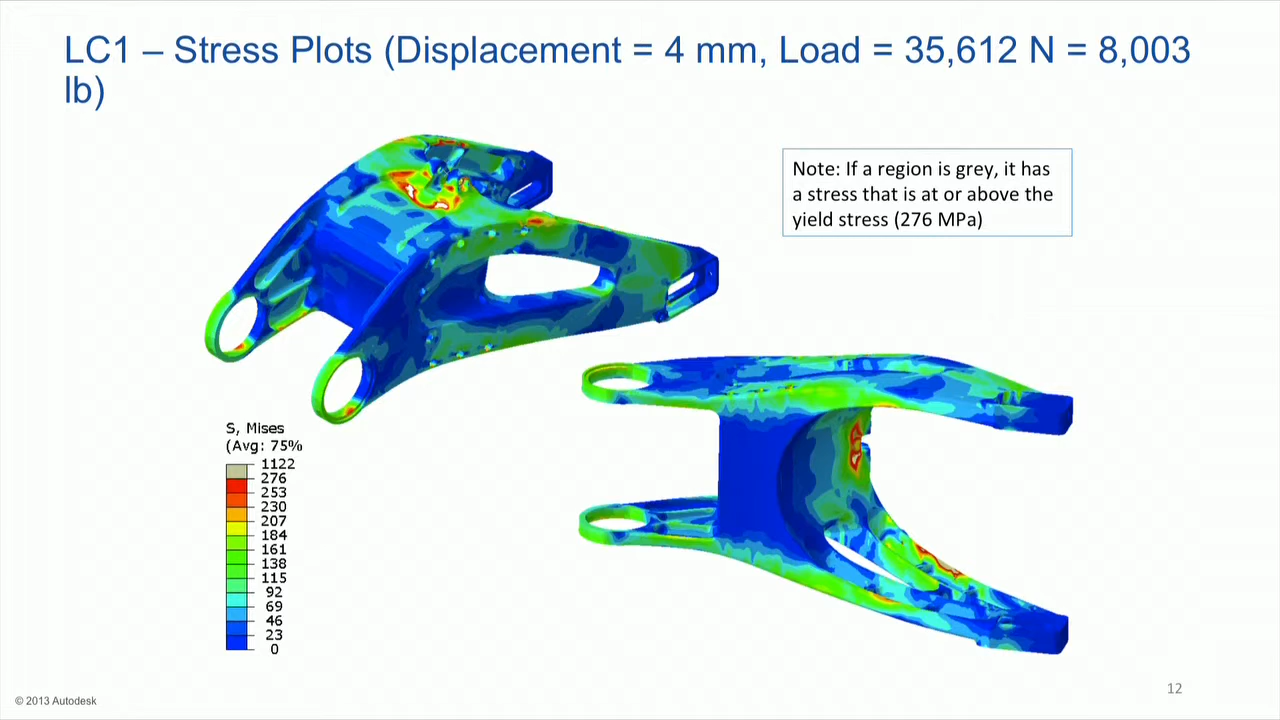 LC1 – Stress Plots (Displacement = 4 mm, Load = 35,612 N = 8,003
lb)
Note: If a region is grey, it has
a stress that is at or above the
yield stress (276 MPa)
S, Mises
(Avg: 75%
1122
276
253
230
207
184
161
138
115
92
69
46
23
0
© 2013 Autodesk
12